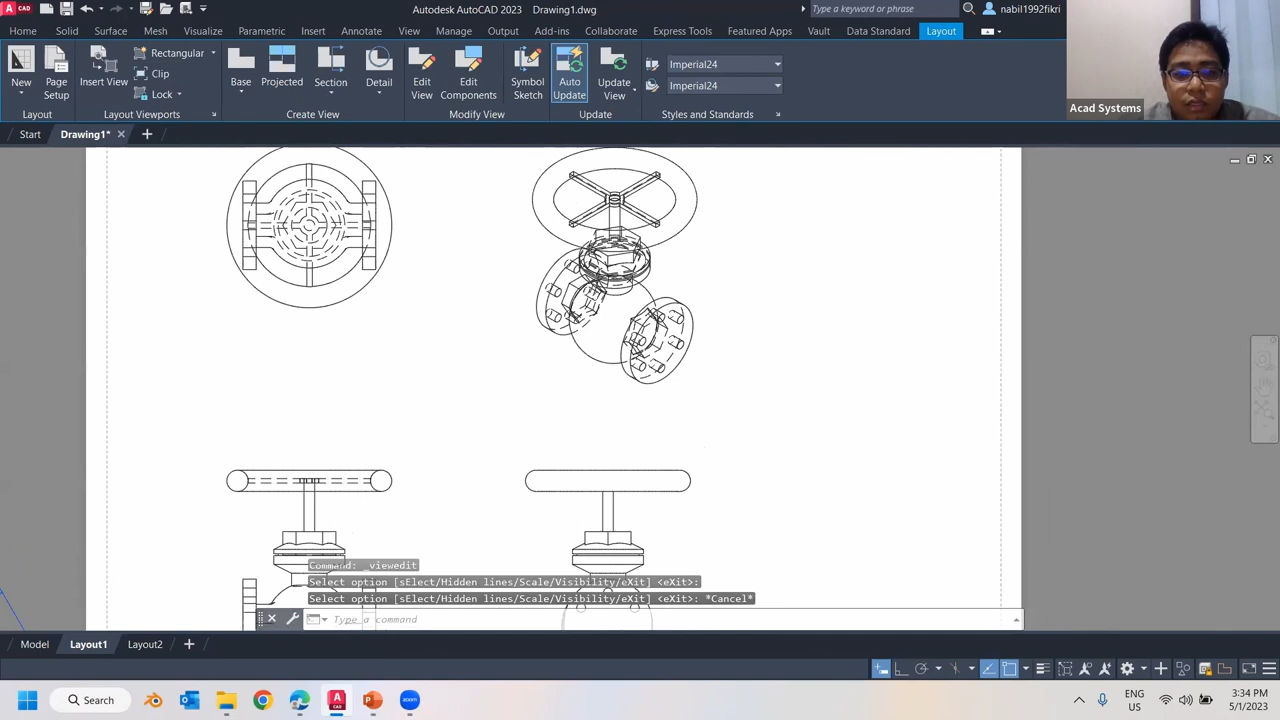 Autodesk AutoCAD 2023 Drawing1.dwg
Type a keyword or phrase
nabil1992fikri
Home Solid Surface Mesh Visualize Parametric Insert Annotate View Manage Output Add-ins Collaborate Express Tools Featured Apps Vault Data Standard Layout
New
Page Setup
Layout
Insert View
Rectangular
Clip
Lock
Layout Viewports
Base
Projected
Section
Detail
Create View
Edit View
Edit Components
Symbol Sketch
Modify View
Auto Update
Update View
Update
Imperial24
Imperial24
Styles and Standards
Acad Systems
Start
Drawing1*
Command: _viewedit
Select option [sElect/Hidden lines/Scale/Visibility/eXit] <eXit>:
Select option [sElect/Hidden lines/Scale/Visibility/eXit] <eXit>: *Cancel*
Type a command
Model Layout1 Layout2
Search
zoom
ENG
US
3:34 PM
5/1/2023